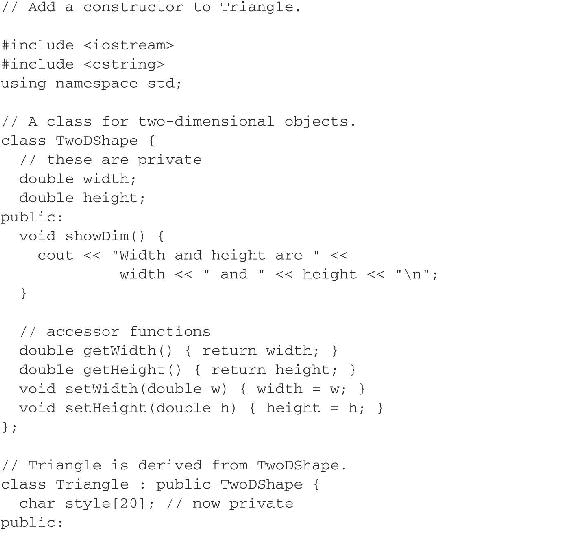 // Add a constructor to Triangle.

#include <iostream>
#include <cstring>
using namespace std;

// A class for two-dimensional objects.
class TwoDShape {
  // these are private
  double width;
  double height;
public:
  void showDim() {
    cout << "Width and height are " <<
             width << " and " << height << "\n";
  }

  // accessor functions
  double getWidth() { return width; }
  double getHeight() { return height; }
  void setWidth(double w) { width = w; }
  void setHeight(double h) { height = h; }
};

// Triangle is derived from TwoDShape.
class Triangle : public TwoDShape {
  char style[20]; // now private
public: